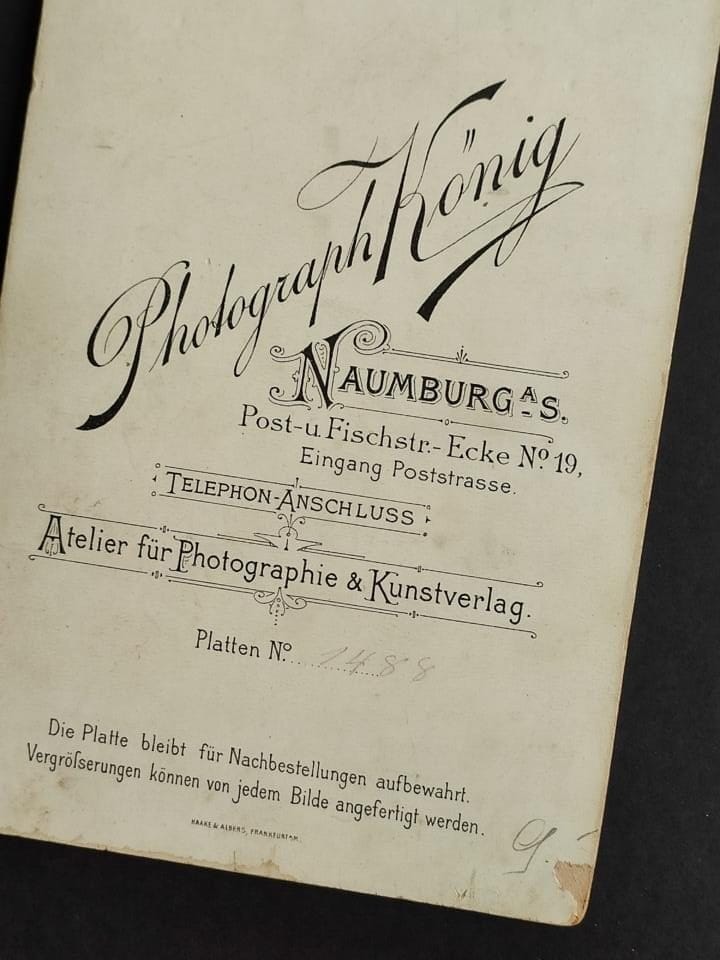 Photograph König
NAUMBURG A/S.
Post- u. Fischstr.- Ecke No. 19,
Eingang Poststrasse.
TELEPHON-ANSCHLUSS
Atelier für Photographie & Kunstverlag.
Platten No. 1488
Die Platte bleibt für Nachbestellungen aufbewahrt.
Vergröſserungen können von jedem Bilde angefertigt werden.
HAAKE & ALBERS, FRANKFURT A/M.